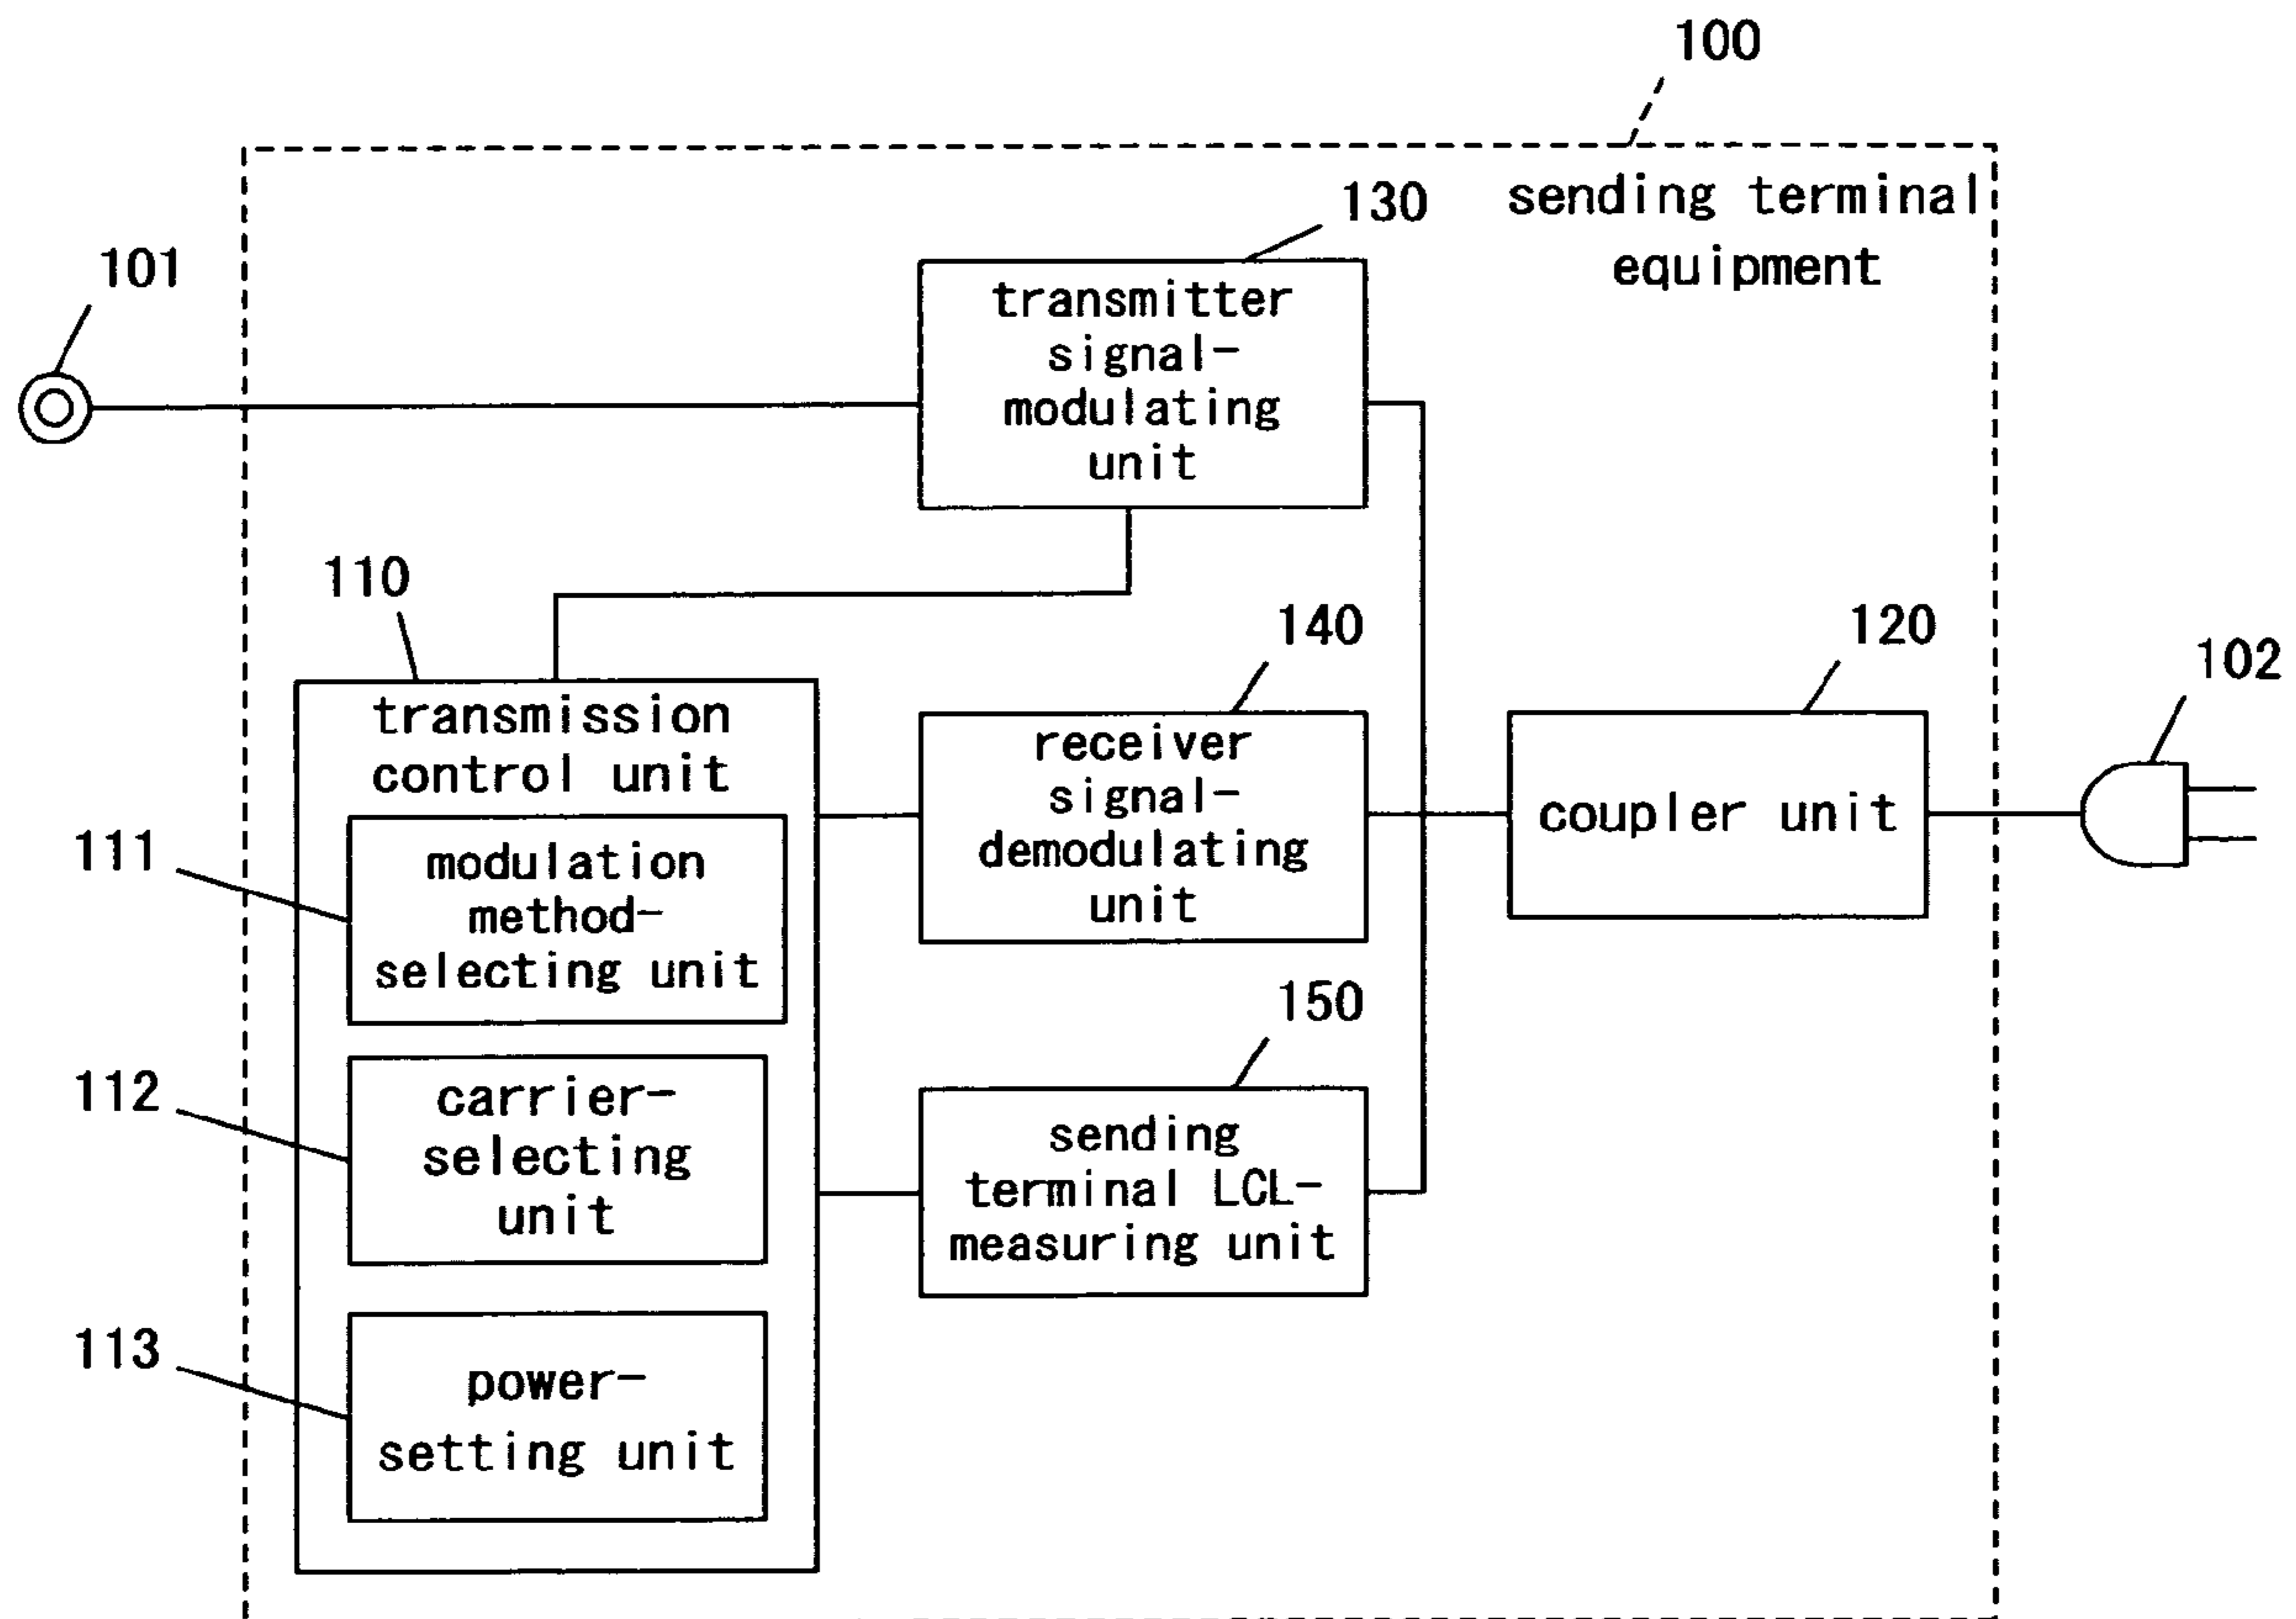 100
sending terminal
equipment
130
101
transmitter
signal-
modulating
unit
110
140
120
102
transmission
control unit
receiver
signal-
demodulating
unit
coupler unit
111
modulation
method-
selecting unit
150
112
carrier-
selecting
unit
sending
terminal LCL-
measuring unit
113
power-
setting unit